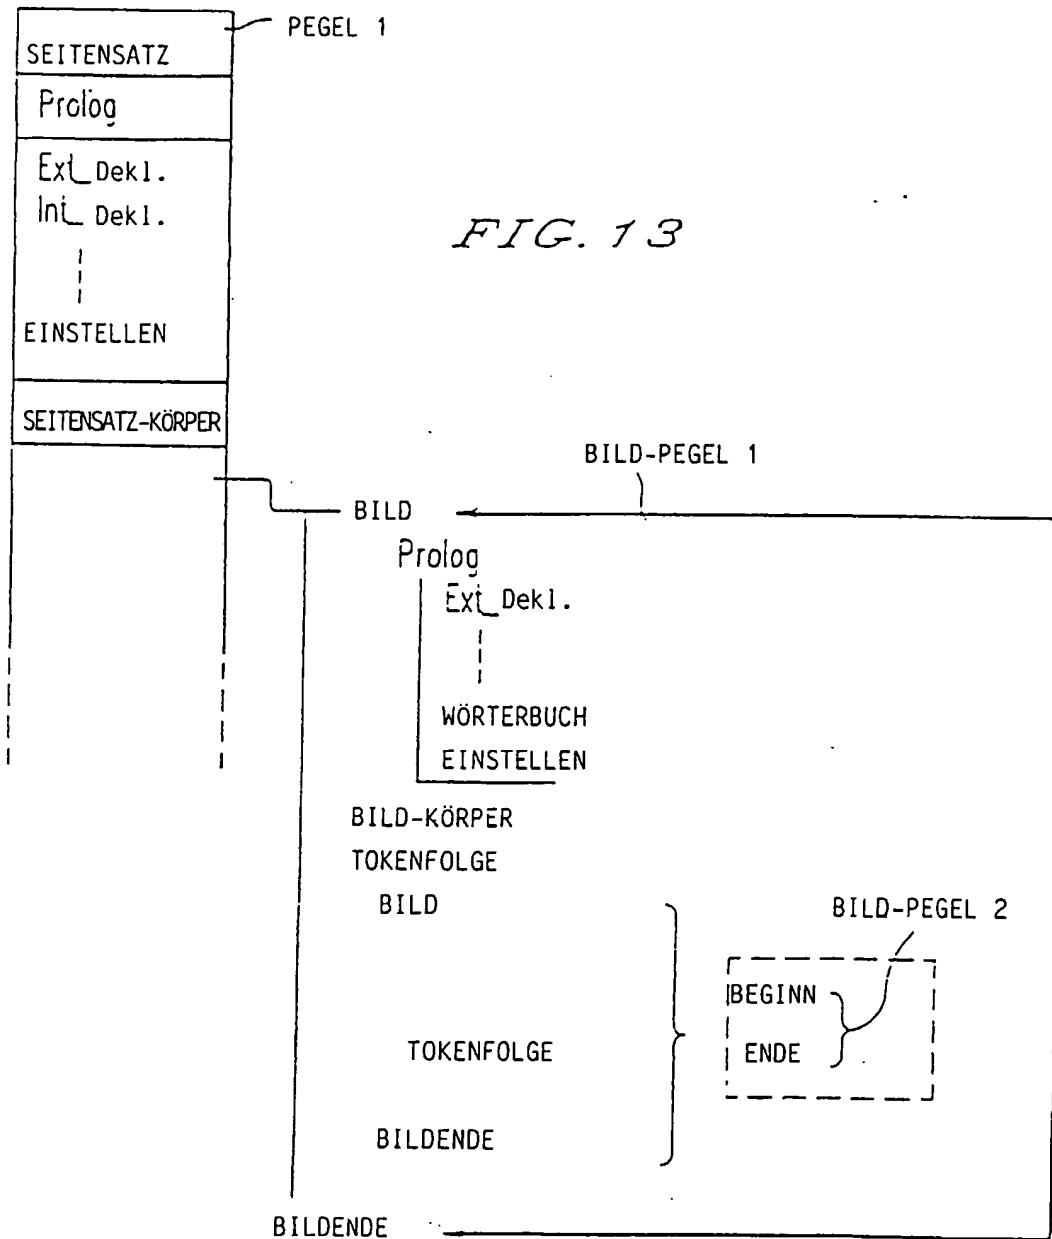 PEGEL 1
SEITENSATZ
Prolog
Ext_Dekl.
Int_Dekl.
FIG. 13
EINSTELLEN
SEITENSATZ-KÖRPER
BILD-PEGEL 1
BILD
Prolog
Ext_Dekl.
WÖRTERBUCH
EINSTELLEN
BILD-KÖRPER
TOKENFOLGE
BILD
BILD-PEGEL 2
BEGINN
TOKENFOLGE
ENDE
BILDENDE
BILDENDE